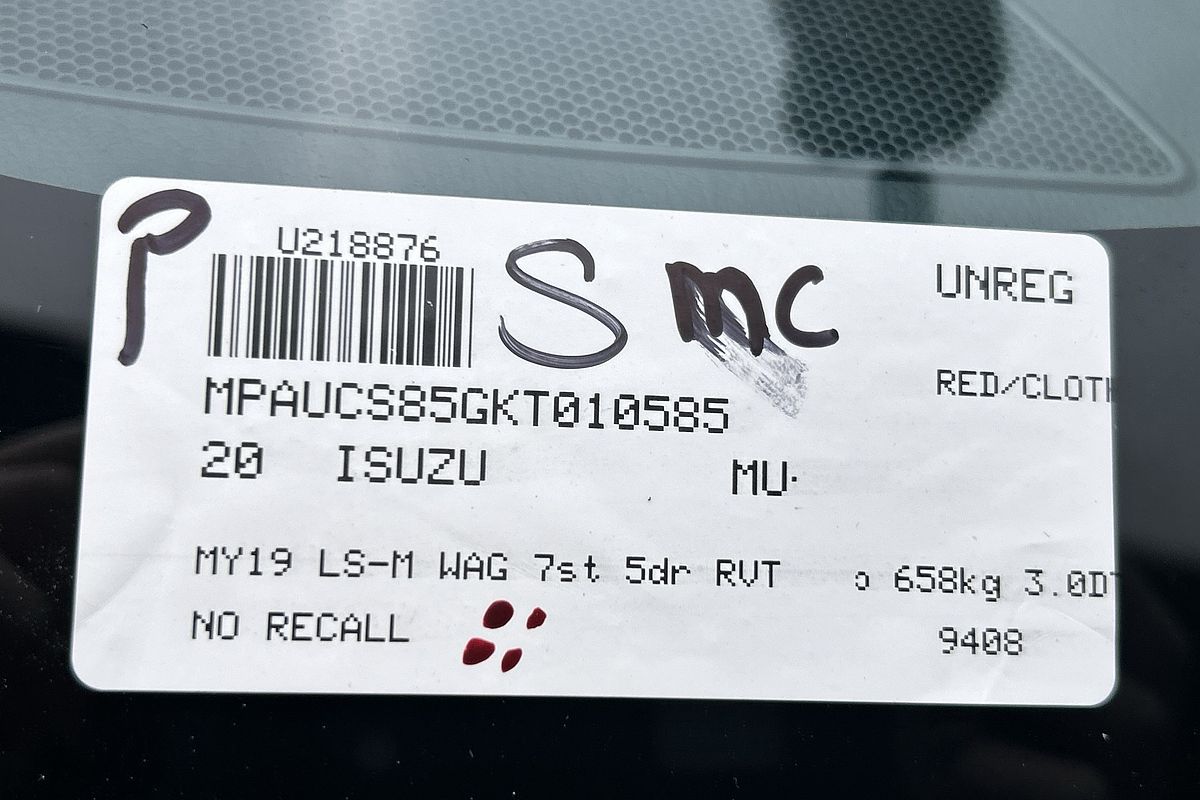 P U218876 S mc UNREG
MPAUCS85GKT010585 RED/CLOTH
20 ISUZU MU-
MY19 LS-M WAG 7st 5dr RVT o 658kg 3.0DT
NO RECALL 9408